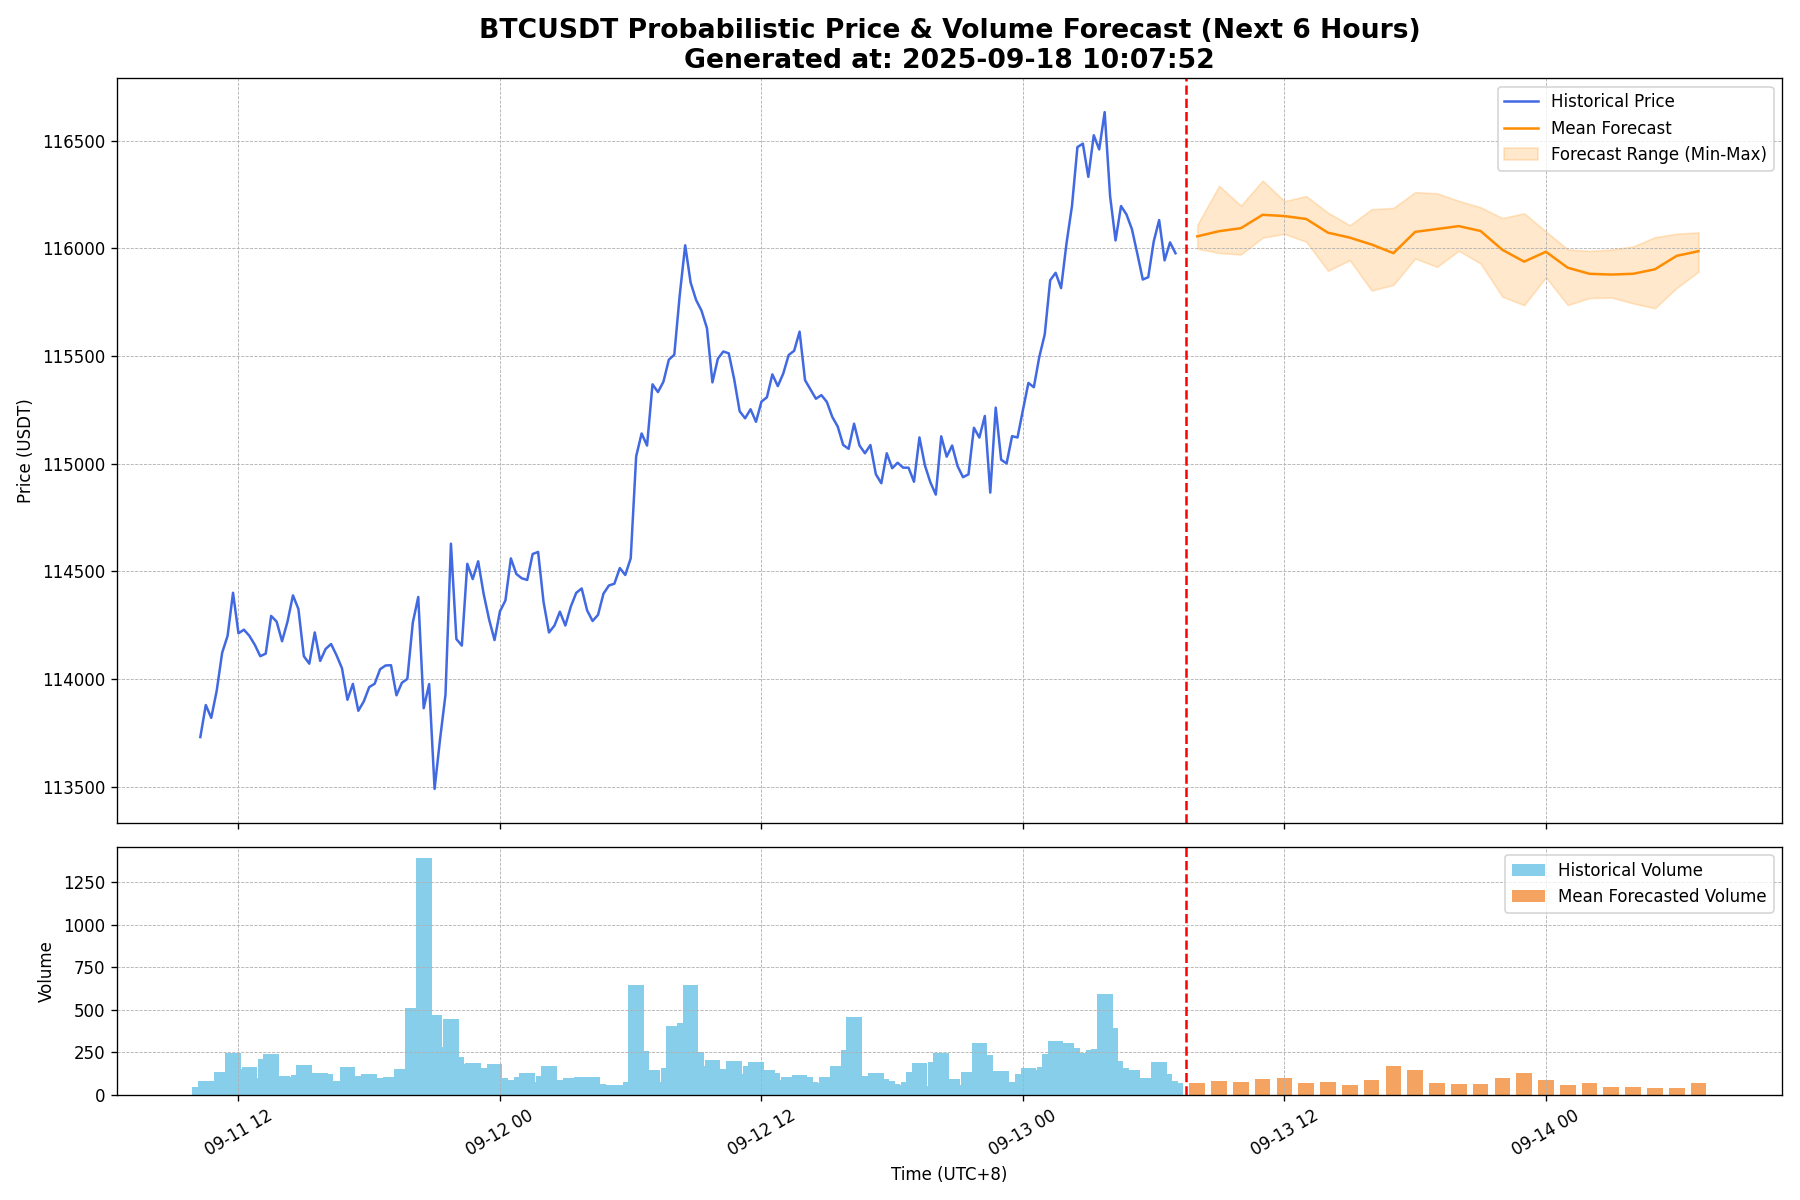 BTCUSDT Probabilistic Price & Volume Forecast (Next 6 Hours)
Generated at: 2025-09-18 10:07:52
Historical Price
Mean Forecast
Forecast Range (Min-Max)
Price (USDT)
116500
116000
115500
115000
114500
114000
113500
Historical Volume
Mean Forecasted Volume
Volume
1250
1000
750
500
250
0
09-11 12
09-12 00
09-12 12
09-13 00
09-13 12
09-14 00
Time (UTC+8)